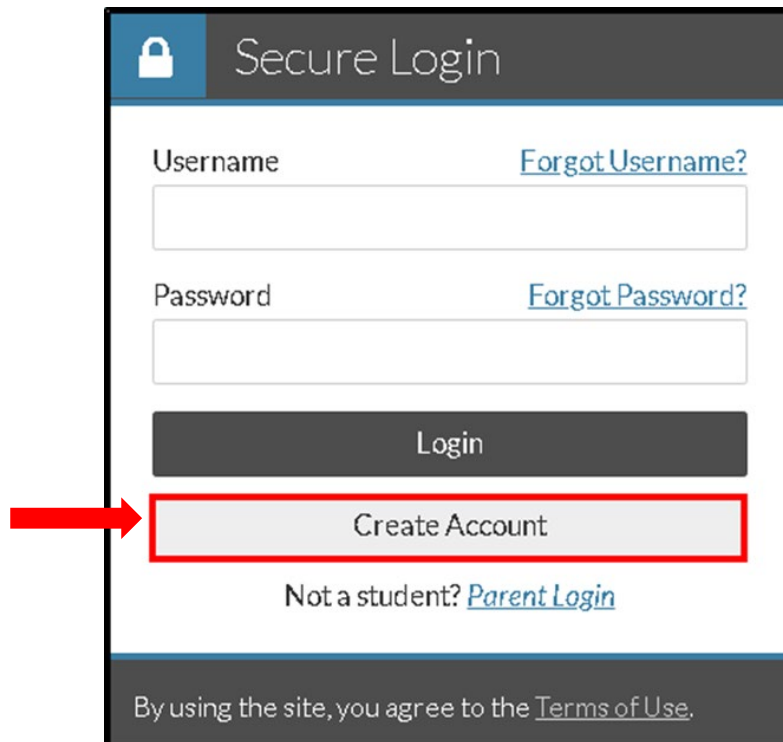 Secure Login
Username Forgot Username?
Password Forgot Password?
Login
Create Account
Not a student? Parent Login
By using the site, you agree to the Terms of Use.